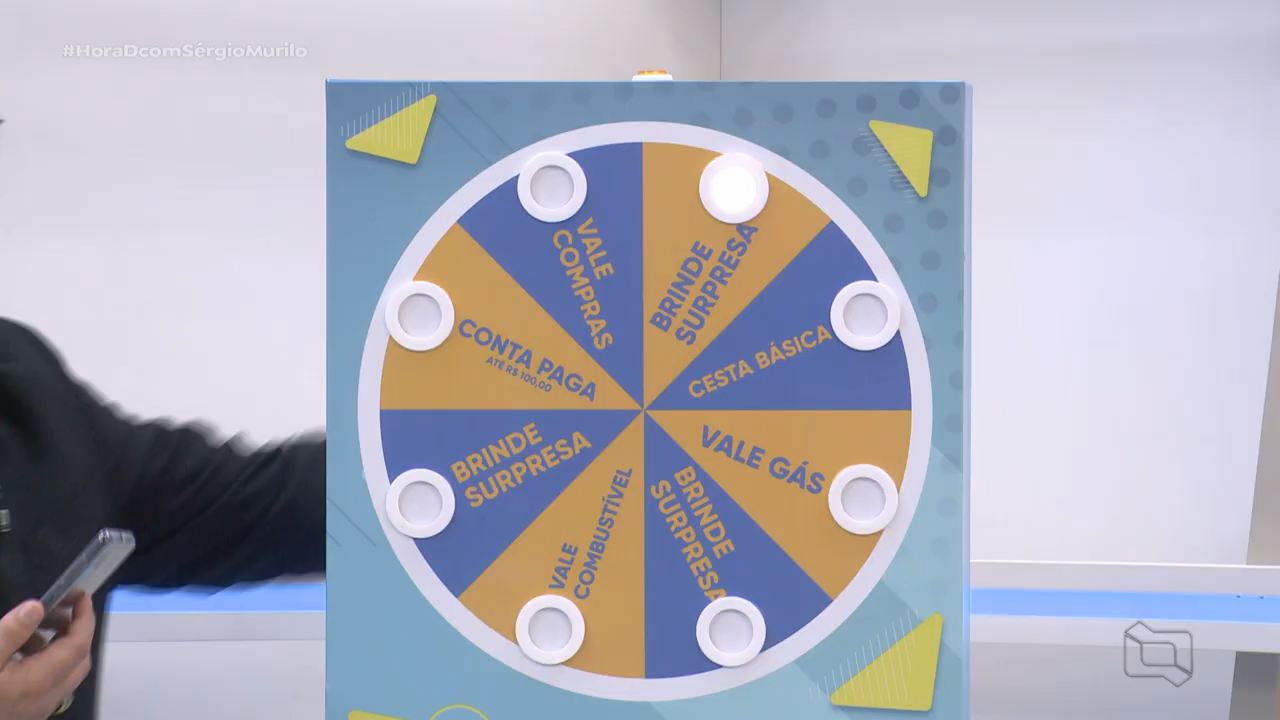 #HoraDcomSérgioMurilo
VALE
COMPRAS
BRINDE
SURPRESA
CONTA PAGA
ATÉ R$ 100,00
CESTA BÁSICA
BRINDE
SURPRESA
VALE GÁS
VALE
COMBUSTÍVEL
BRINDE
SURPRESA